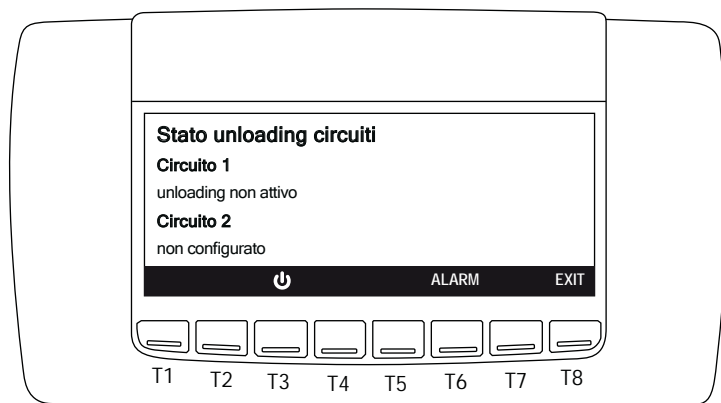 Stato unloading circuiti
Circuito 1
unloading non attivo
Circuito 2
non configurato
ALARM EXIT
T1 T2 T3 T4 T5 T6 T7 T8